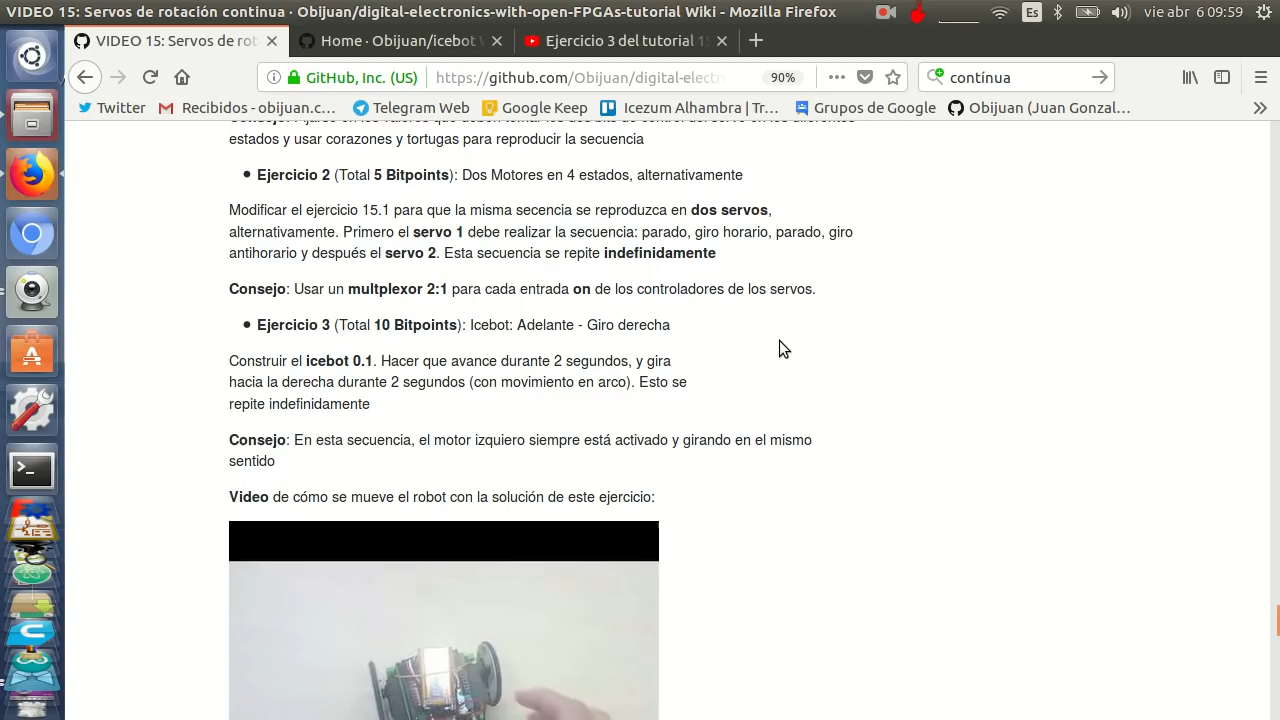 VIDEO 15: Servos de rotación continua · Obijuan/digital-electronics-with-open-FPGAs-tutorial Wiki - Mozilla Firefox
Es
vie abr 6 09:59
VIDEO 15: Servos de rot
Home · Obijuan/icebot W
Ejercicio 3 del tutorial 15
GitHub, Inc. (US)
https://github.com/Obijuan/digital-electr
90%
contínua
Twitter
Recibidos - obijuan.c...
Telegram Web
Google Keep
Icezum Alhambra | Tr...
Grupos de Google
Obijuan (Juan Gonzal...
estados y usar corazones y tortugas para reproducir la secuencia
Ejercicio 2 (Total 5 Bitpoints): Dos Motores en 4 estados, alternativamente
Modificar el ejercicio 15.1 para que la misma secencia se reproduzca en dos servos,
alternativamente. Primero el servo 1 debe realizar la secuencia: parado, giro horario, parado, giro
antihorario y después el servo 2. Esta secuencia se repite indefinidamente
Consejo: Usar un multplexor 2:1 para cada entrada on de los controladores de los servos.
Ejercicio 3 (Total 10 Bitpoints): Icebot: Adelante - Giro derecha
Construir el icebot 0.1. Hacer que avance durante 2 segundos, y gira
hacia la derecha durante 2 segundos (con movimiento en arco). Esto se
repite indefinidamente
Consejo: En esta secuencia, el motor izquiero siempre está activado y girando en el mismo
sentido
Video de cómo se mueve el robot con la solución de este ejercicio: